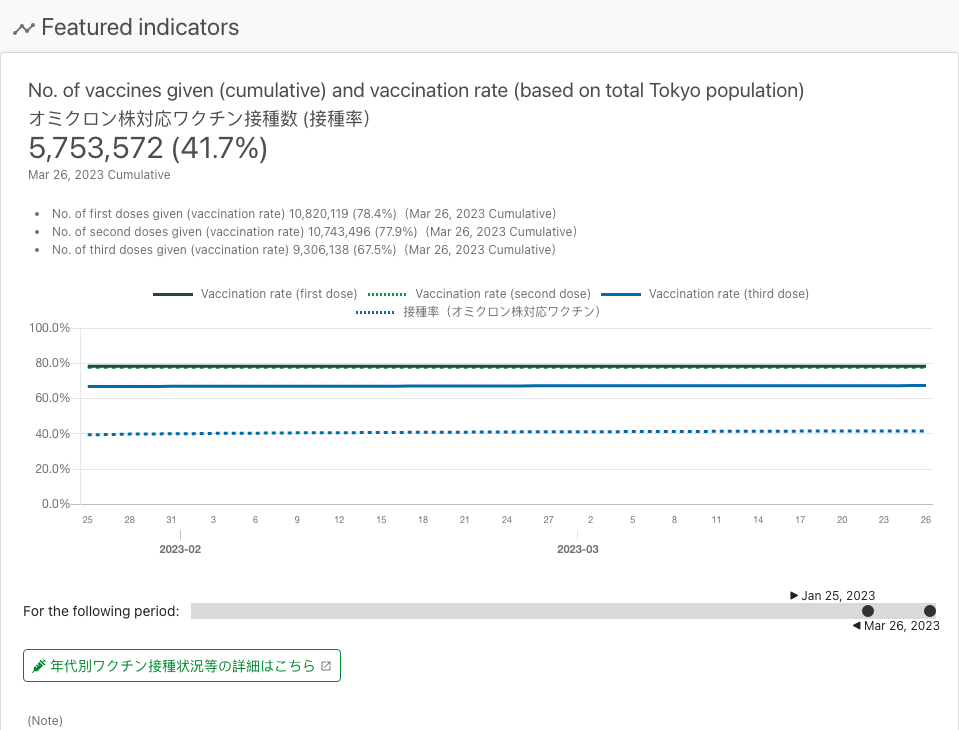 Featured indicators
No. of vaccines given (cumulative) and vaccination rate (based on total Tokyo population)
オミクロン株対応ワクチン接種数 (接種率)
5,753,572 (41.7%)
Mar 26, 2023 Cumulative
• No. of first doses given (vaccination rate) 10,820,119 (78.4%)（Mar 26, 2023 Cumulative)
• No. of second doses given (vaccination rate) 10,743,496 (77.9%)（Mar 26, 2023 Cumulative)
• No. of third doses given (vaccination rate) 9,306,138 (67.5%)（Mar 26, 2023 Cumulative)
Vaccination rate (first dose) Vaccination rate (second dose) Vaccination rate (third dose)
接種率（オミクロン株対応ワクチン）
100.0%
80.0%
60.0%
40.0%
20.0%
0.0%
25 28 31 3 6 9 12 15 18 21 24 27 2 5 8 11 14 17 20 23 26
2023-02 2023-03
Jan 25, 2023
For the following period:
Mar 26, 2023
年代別ワクチン接種状況等の詳細はこちら
(Note)